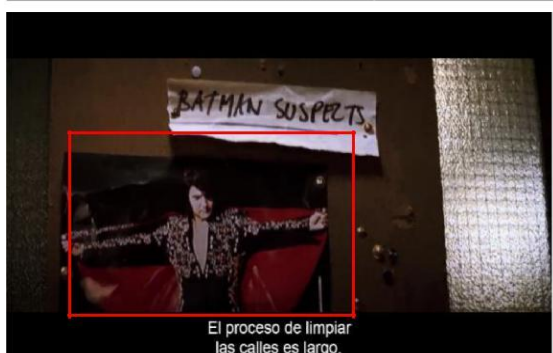 BATMAN SUSPECTS
El proceso de limpiar
las calles es largo.